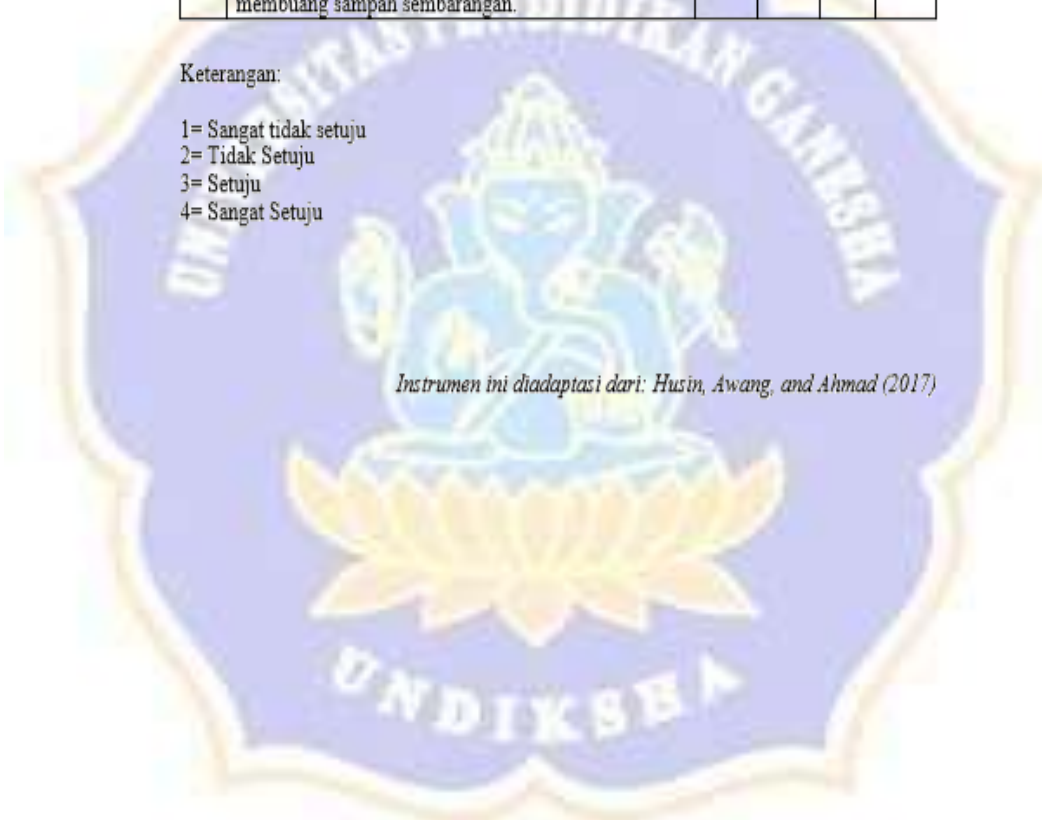 membuang sampah sembarangan.
UNIVERSITAS PENDIDIKAN GANESHA
Keterangan:
1= Sangat tidak setuju
2= Tidak Setuju
3= Setuju
4= Sangat Setuju
Instrumen ini diadaptasi dari: Husin, Awang, and Ahmad (2017)
UNDIKSHA